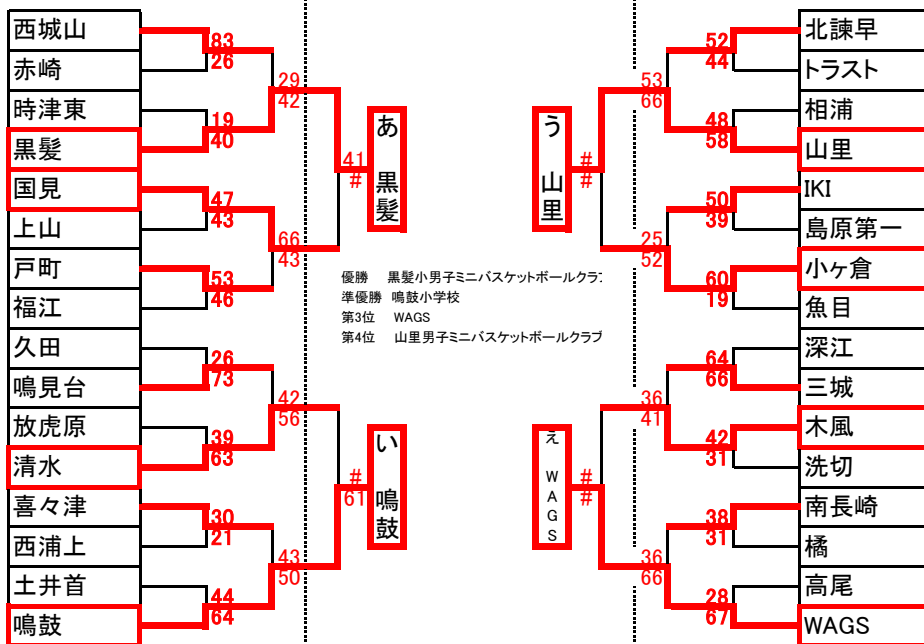 西城山
83
26
赤崎
29
42
時津東
19
40
黒髪
41
#
あ 黒髪
国見
47
43
上山
66
43
戸町
53
46
福江
久田
26
73
鳴見台
42
56
放虎原
39
63
清水
#
61
い 鳴鼓
喜々津
30
21
西浦上
43
50
土井首
44
64
鳴鼓
優勝 黒髪小男子ミニバスケットボールクラブ
準優勝 鳴鼓小学校
第3位 WAGS
第4位 山里男子ミニバスケットボールクラブ
北諫早
52
44
トラスト
53
66
相浦
48
58
山里
う 山里
#
#
IKI
50
39
島原第一
25
52
小ヶ倉
60
19
魚目
深江
64
66
三城
36
41
木風
42
31
洗切
え WAGS
#
#
南長崎
38
31
橘
36
66
高尾
28
67
WAGS